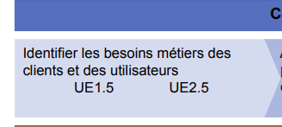 C
Identifier les besoins métiers des
clients et des utilisateurs
UE1.5 UE2.5